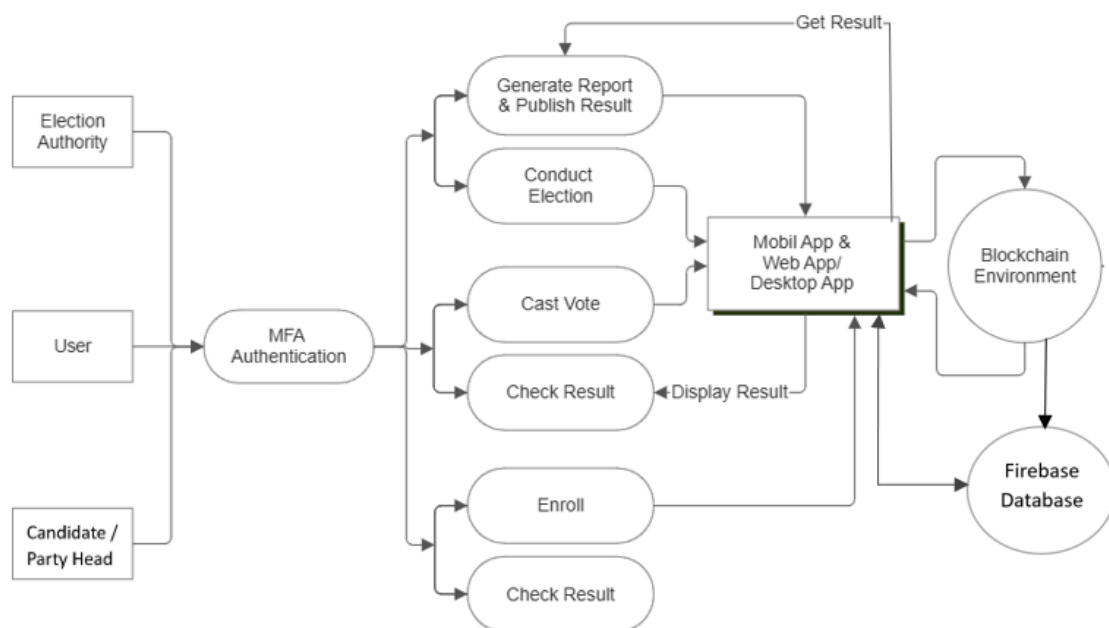 Get Result
Generate Report
& Publish Result
Election
Authority
Conduct
Election
Mobil App &
Web App/
Desktop App
Blockchain
Environment
Cast Vote
User
MFA
Authentication
Check Result
Display Result
Firebase
Database
Enroll
Candidate /
Party Head
Check Result